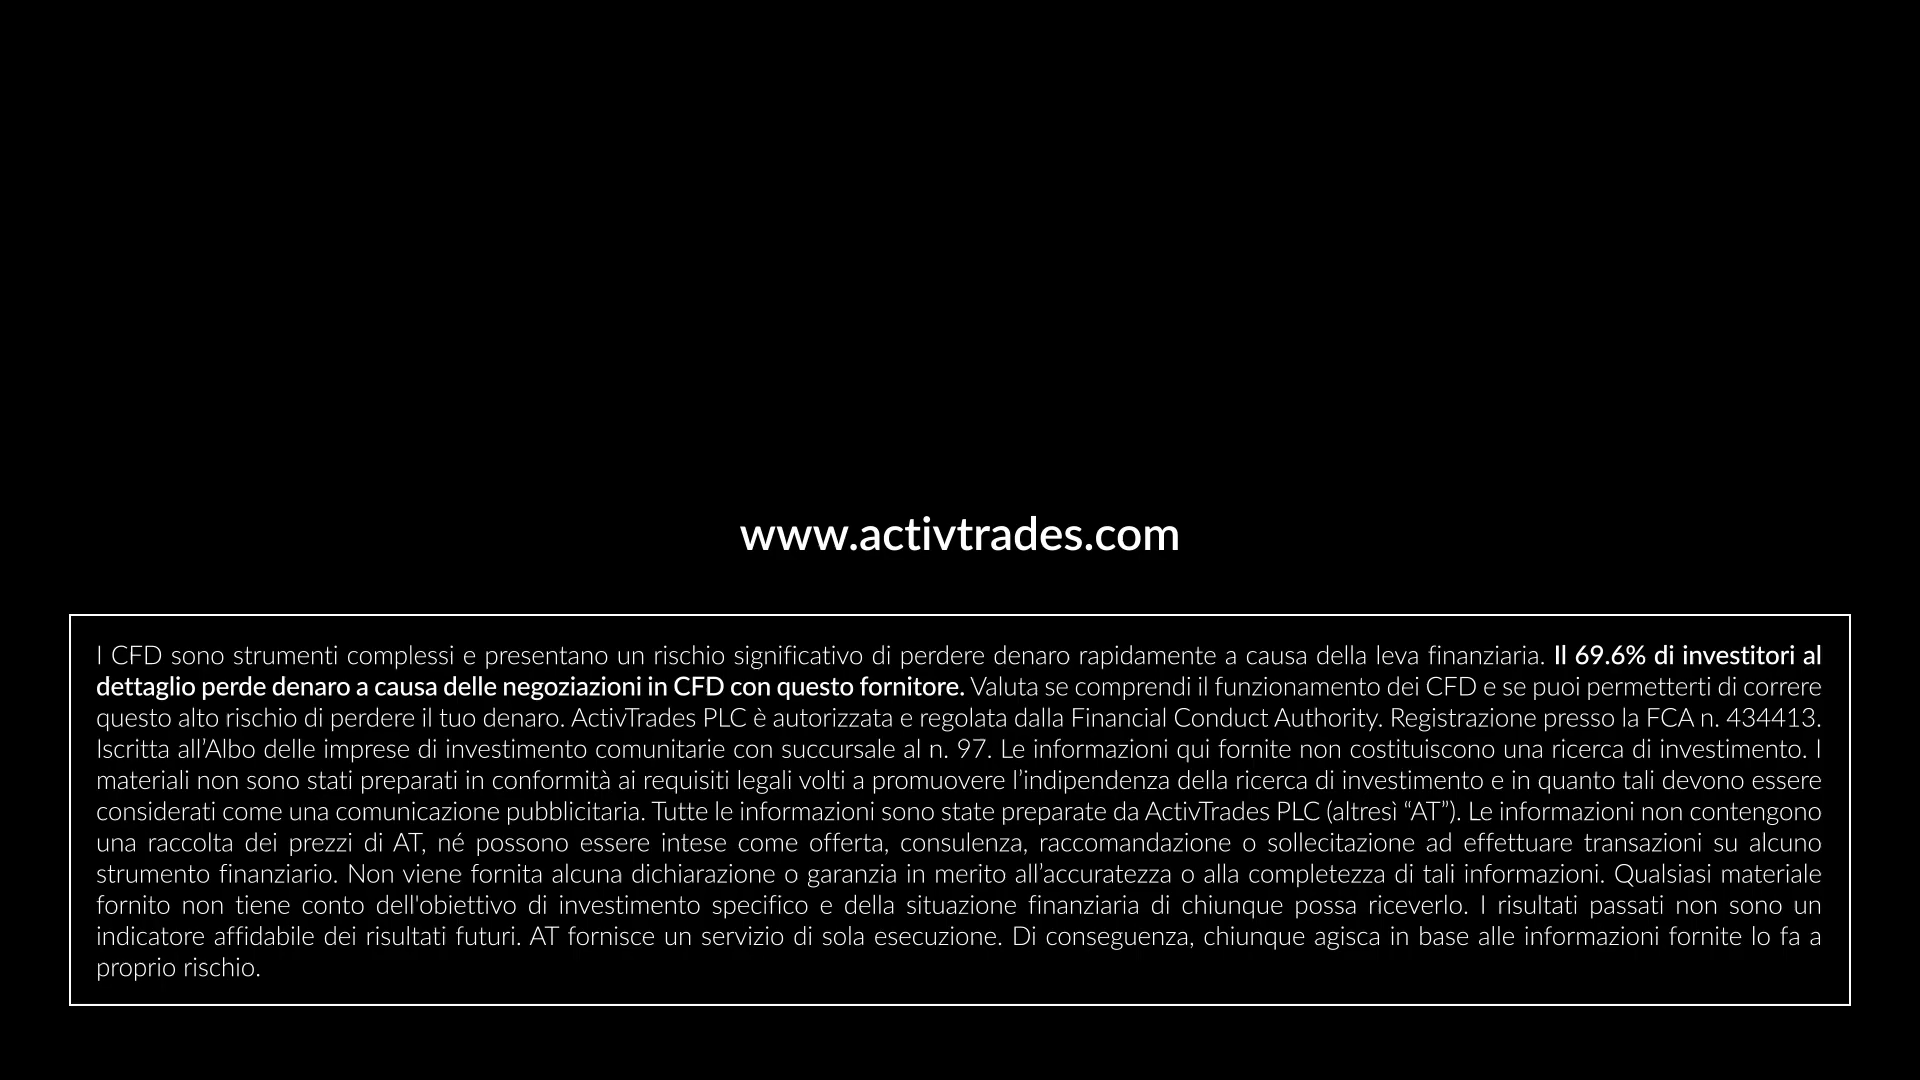 www.activtrades.com
I CFD sono strumenti complessi e presentano un rischio significativo di perdere denaro rapidamente a causa della leva finanziaria. Il 69.6% di investitori al
dettaglio perde denaro a causa delle negoziazioni in CFD con questo fornitore. Valuta se comprendi il funzionamento dei CFD e se puoi permetterti di correre
questo alto rischio di perdere il tuo denaro. ActivTrades PLC è autorizzata e regolata dalla Financial Conduct Authority. Registrazione presso la FCA n. 434413.
Iscritta all’Albo delle imprese di investimento comunitarie con succursale al n. 97. Le informazioni qui fornite non costituiscono una ricerca di investimento. I
materiali non sono stati preparati in conformità ai requisiti legali volti a promuovere l’indipendenza della ricerca di investimento e in quanto tali devono essere
considerati come una comunicazione pubblicitaria. Tutte le informazioni sono state preparate da ActivTrades PLC (altresì “AT”). Le informazioni non contengono
una raccolta dei prezzi di AT, né possono essere intese come offerta, consulenza, raccomandazione o sollecitazione ad effettuare transazioni su alcuno
strumento finanziario. Non viene fornita alcuna dichiarazione o garanzia in merito all’accuratezza o alla completezza di tali informazioni. Qualsiasi materiale
fornito non tiene conto dell'obiettivo di investimento specifico e della situazione finanziaria di chiunque possa riceverlo. I risultati passati non sono un
indicatore affidabile dei risultati futuri. AT fornisce un servizio di sola esecuzione. Di conseguenza, chiunque agisca in base alle informazioni fornite lo fa a
proprio rischio.